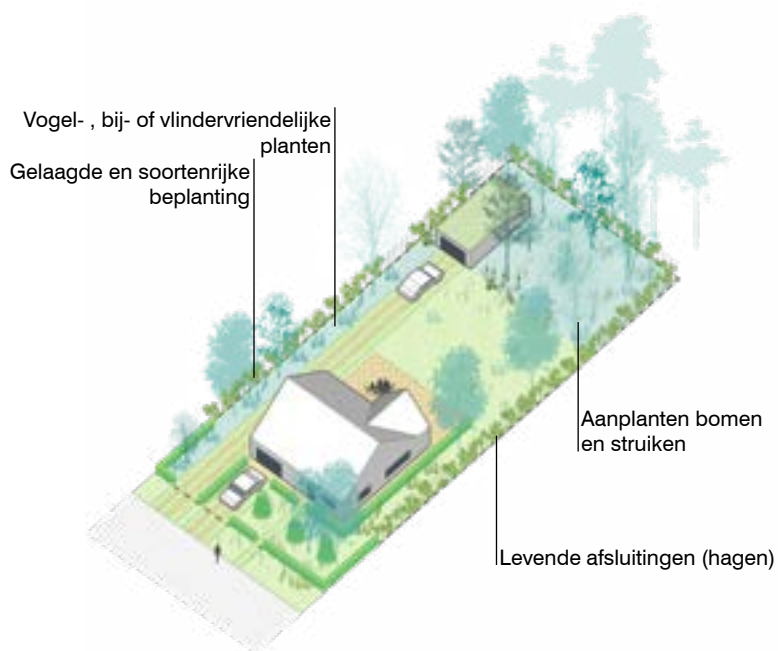 Vogel- , bij- of vlindervriendelijke
planten
Gelaagde en soortenrijke
beplanting
Aanplanten bomen
en struiken
Levende afsluitingen (hagen)